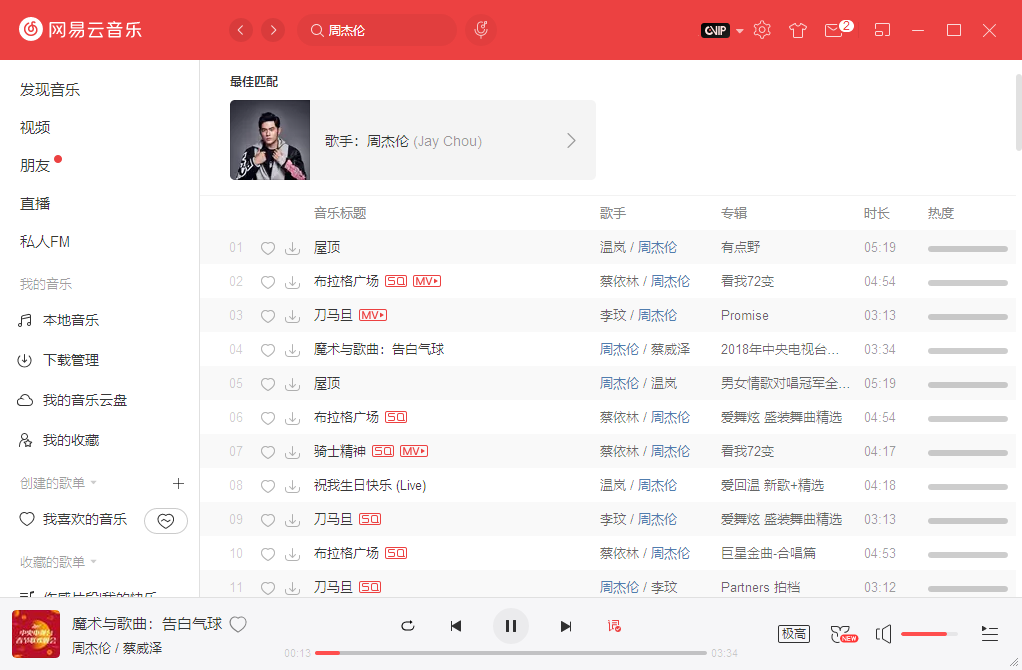 网易云音乐
周杰伦
VIP
2
发现音乐
视频
朋友
直播
私人FM
我的音乐
本地音乐
下载管理
我的音乐云盘
我的收藏
创建的歌单
我喜欢的音乐
收藏的歌单
最佳匹配
歌手：周杰伦 (Jay Chou)
音乐标题 歌手 专辑 时长 热度
01 屋顶 温岚 / 周杰伦 有点野 05:19
02 布拉格广场 SQ MV 蔡依林 / 周杰伦 看我72变 04:54
03 刀马旦 MV 李玟 / 周杰伦 Promise 03:13
04 魔术与歌曲：告白气球 周杰伦 / 蔡威泽 2018年中央电视台... 03:34
05 屋顶 周杰伦 / 温岚 男女情歌对唱冠军全... 05:19
06 布拉格广场 SQ 蔡依林 / 周杰伦 爱舞炫 盛装舞曲精选 04:54
07 骑士精神 SQ MV 蔡依林 / 周杰伦 看我72变 04:17
08 祝我生日快乐 (Live) 温岚 / 周杰伦 爱回温 新歌+精选 04:18
09 刀马旦 SQ 李玟 / 周杰伦 爱舞炫 盛装舞曲精选 03:13
10 布拉格广场 SQ 蔡依林 / 周杰伦 巨星金曲-合唱篇 04:53
11 刀马旦 SQ 周杰伦 / 李玟 Partners 拍档 03:12
魔术与歌曲：告白气球
周杰伦 / 蔡威泽
00:13 03:34
词
极高
NEW